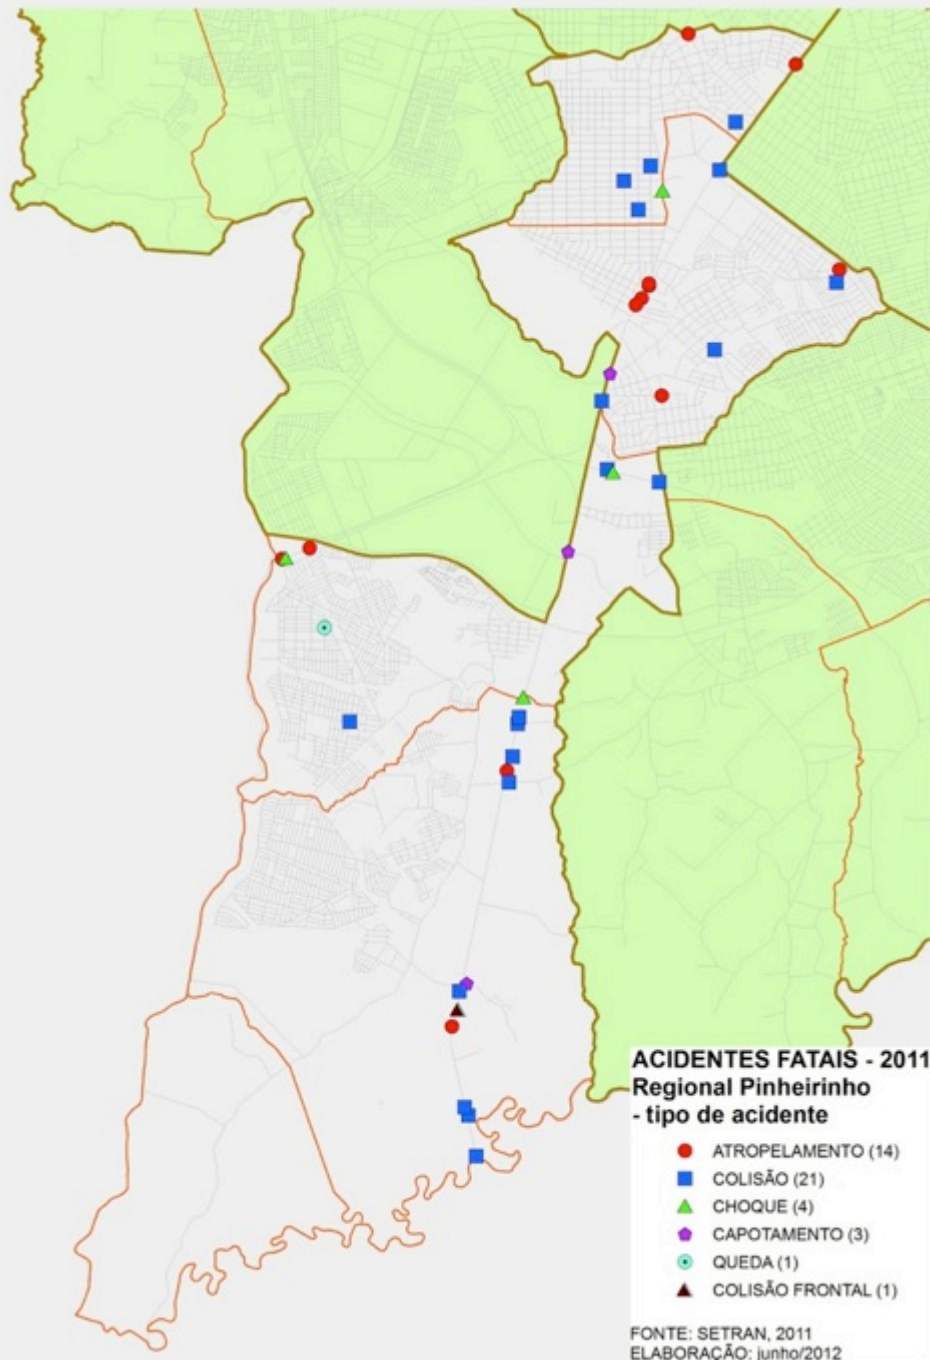 ACIDENTES FATAIS - 2011
Regional Pinheirinho
- tipo de acidente
ATROPELAMENTO (14)
COLISÃO (21)
CHOQUE (4)
CAPOTAMENTO (3)
QUEDA (1)
COLISÃO FRONTAL (1)
FONTE: SETRAN, 2011
ELABORAÇÃO: junho/2012